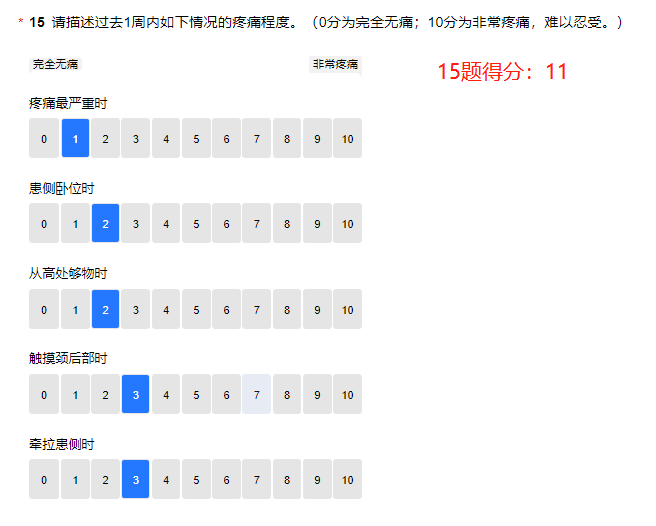 * 15 请描述过去1周内如下情况的疼痛程度。（0分为完全无痛；10分为非常疼痛，难以忍受。）
完全无痛 非常疼痛
15题得分：11
疼痛最严重时
0 1 2 3 4 5 6 7 8 9 10
患侧卧位时
0 1 2 3 4 5 6 7 8 9 10
从高处够物时
0 1 2 3 4 5 6 7 8 9 10
触摸颈后部时
0 1 2 3 4 5 6 7 8 9 10
牵拉患侧时
0 1 2 3 4 5 6 7 8 9 10